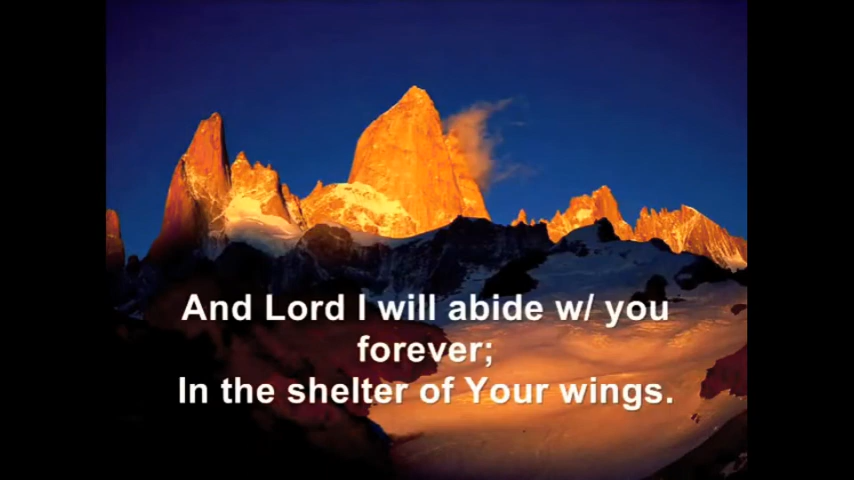 And Lord I will abide w/ you
forever;
In the shelter of Your wings.